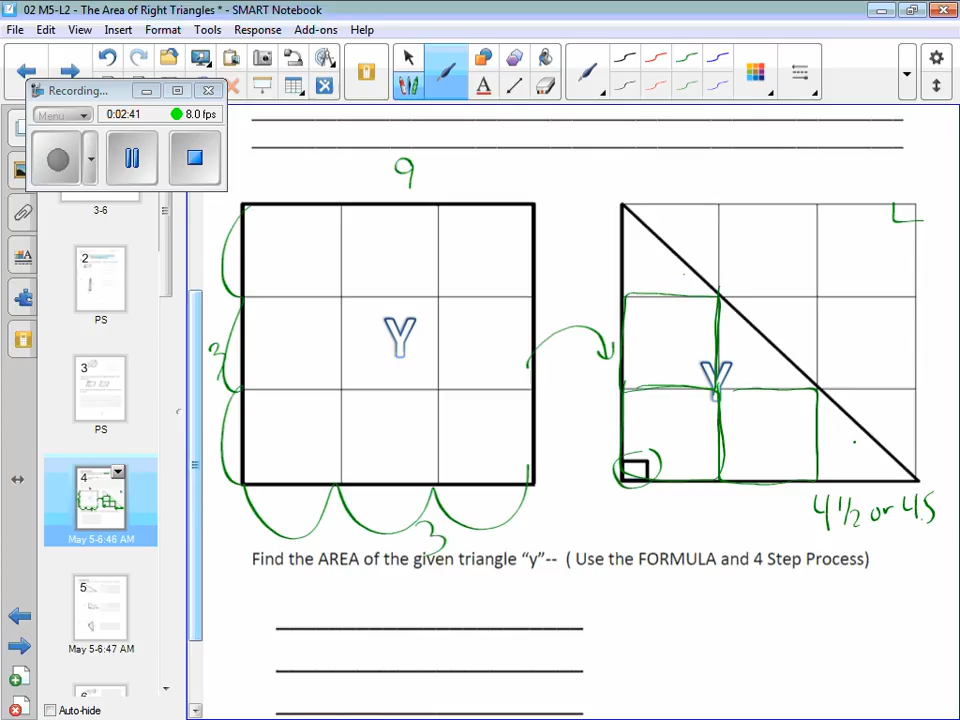 02 M5-L2 - The Area of Right Triangles * - SMART Notebook
File Edit View Insert Format Tools Response Add-ons Help
Recording...
Menu 0:02:41 8.0 fps
3-6
2
PS
3
PS
4
May 5-6:46 AM
5
May 5-6:47 AM
6
Auto-hide
9
3
Y
3
Y
4 1/2 or 4.5
Find the AREA of the given triangle “y”-- ( Use the FORMULA and 4 Step Process)